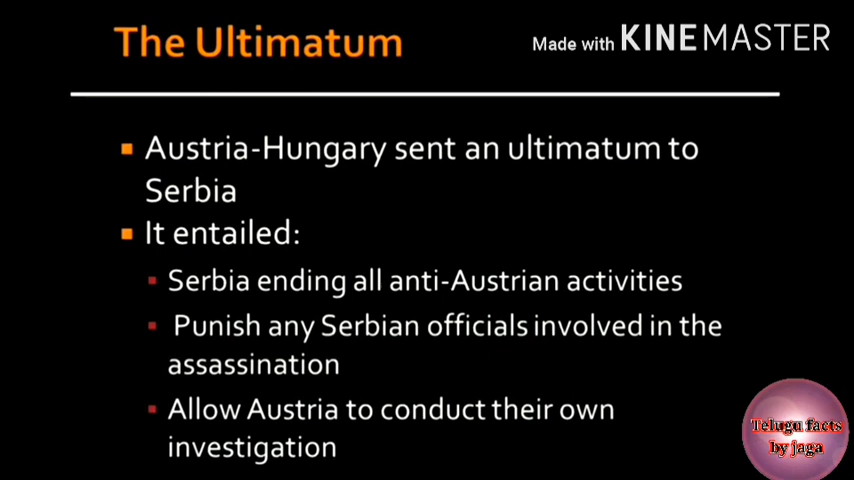 The Ultimatum
Made with KINEMASTER
Austria-Hungary sent an ultimatum to
Serbia
It entailed:
Serbia ending all anti-Austrian activities
Punish any Serbian officials involved in the
assassination
Allow Austria to conduct their own
investigation
Telugu facts
by jaga